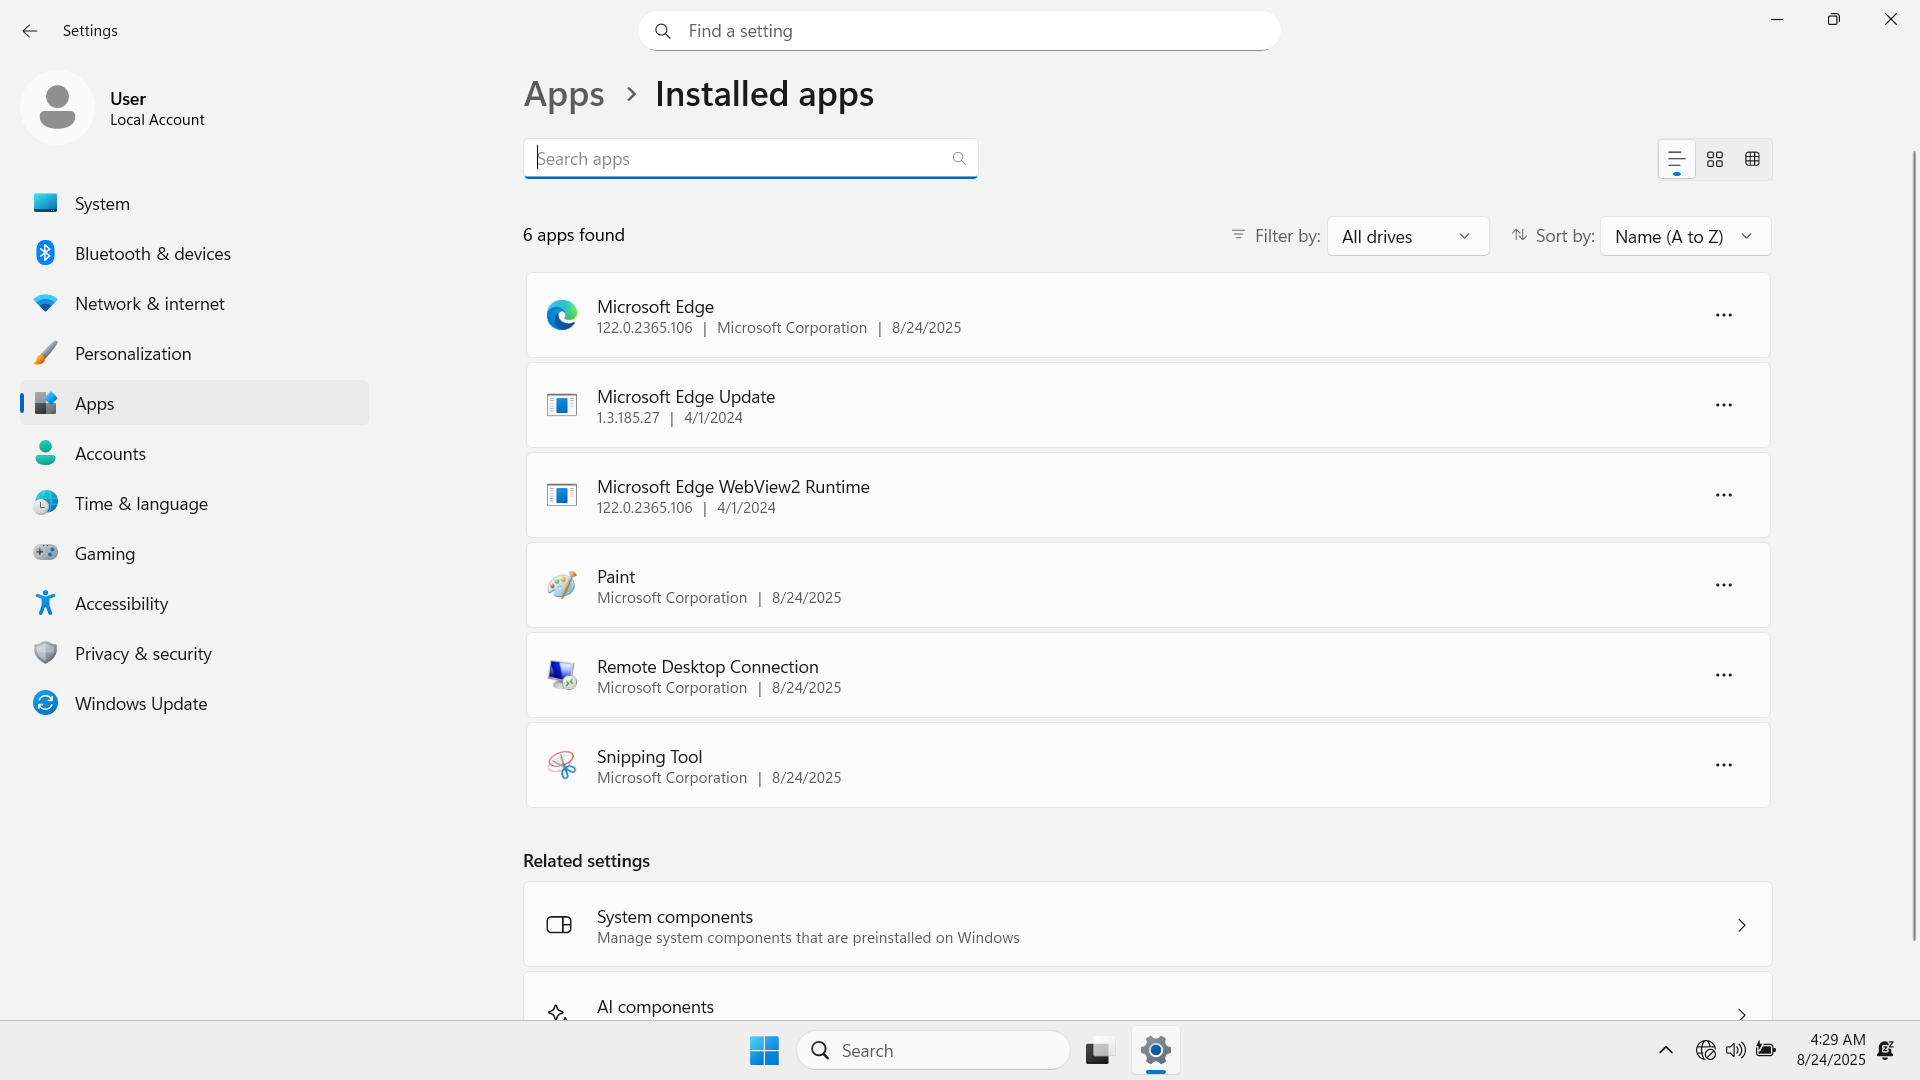 Settings
Find a setting
User
Local Account
System
Bluetooth & devices
Network & internet
Personalization
Apps
Accounts
Time & language
Gaming
Accessibility
Privacy & security
Windows Update
Apps > Installed apps
Search apps
6 apps found
Filter by: All drives
Sort by: Name (A to Z)
Microsoft Edge
122.0.2365.106 | Microsoft Corporation | 8/24/2025
Microsoft Edge Update
1.3.185.27 | 4/1/2024
Microsoft Edge WebView2 Runtime
122.0.2365.106 | 4/1/2024
Paint
Microsoft Corporation | 8/24/2025
Remote Desktop Connection
Microsoft Corporation | 8/24/2025
Snipping Tool
Microsoft Corporation | 8/24/2025
Related settings
System components
Manage system components that are preinstalled on Windows
AI components
Search
4:29 AM
8/24/2025